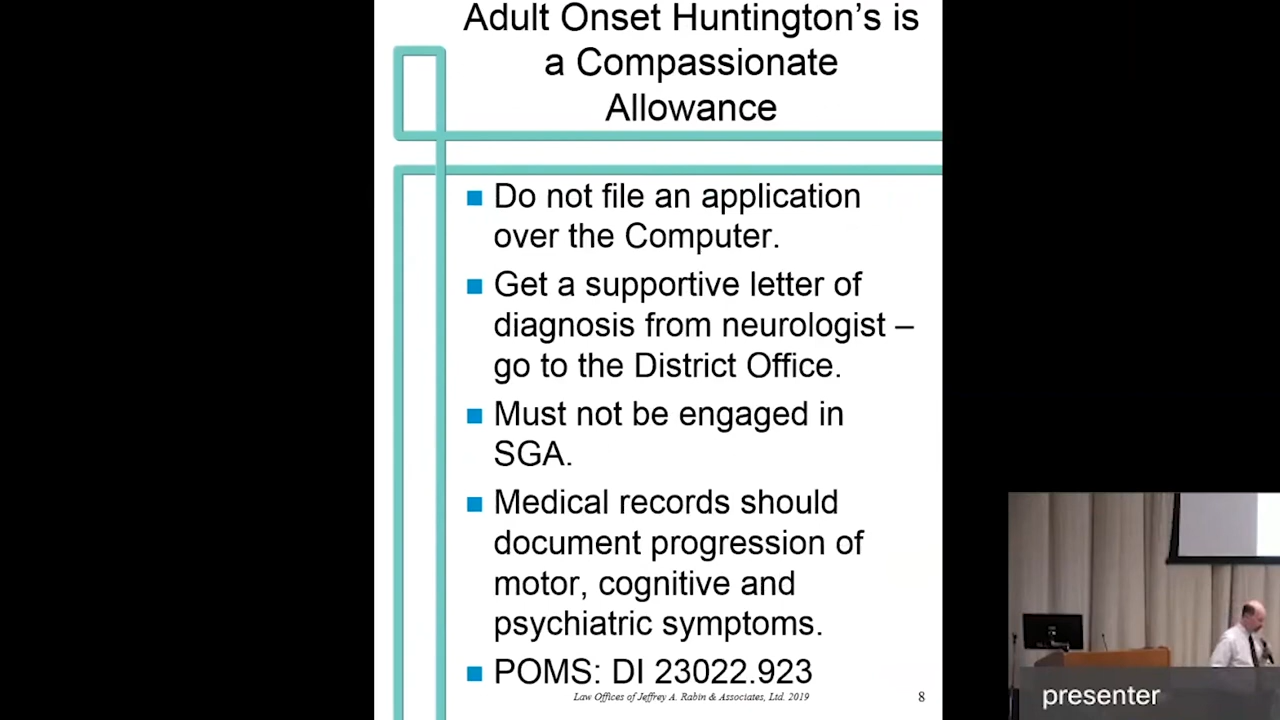 Adult Onset Huntington’s is
a Compassionate
Allowance
Do not file an application
over the Computer.
Get a supportive letter of
diagnosis from neurologist –
go to the District Office.
Must not be engaged in
SGA.
Medical records should
document progression of
motor, cognitive and
psychiatric symptoms.
POMS: DI 23022.923
Law Offices of Jeffrey A. Rabin & Associates, Ltd. 2019
8
presenter